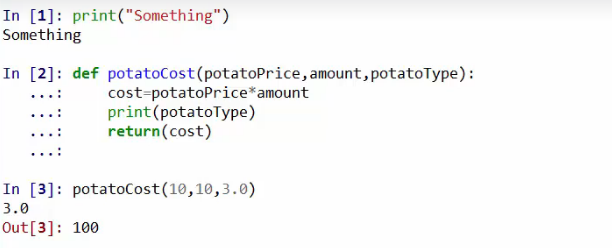 In [1]: print("Something")
Something
In [2]: def potatoCost(potatoPrice,amount,potatoType):
   ...:     cost=potatoPrice*amount
   ...:     print(potatoType)
   ...:     return(cost)
   ...:
In [3]: potatoCost(10,10,3.0)
3.0
Out[3]: 100